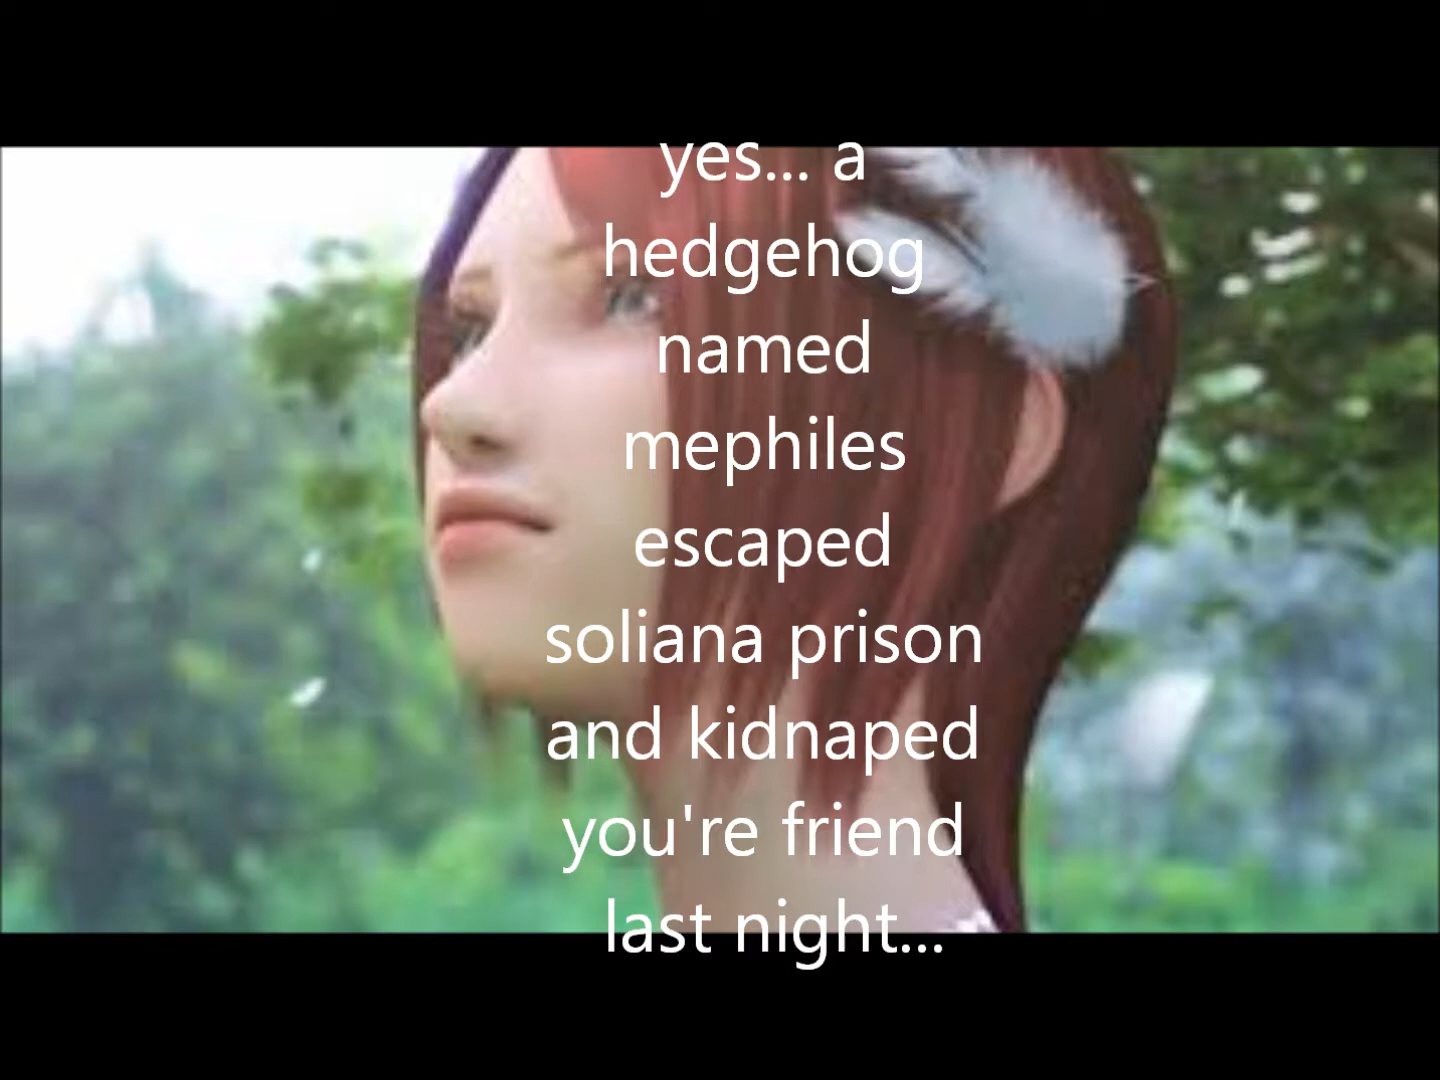 yes... a
hedgehog
named
mephiles
escaped
soliana prison
and kidnaped
you're friend
last night...